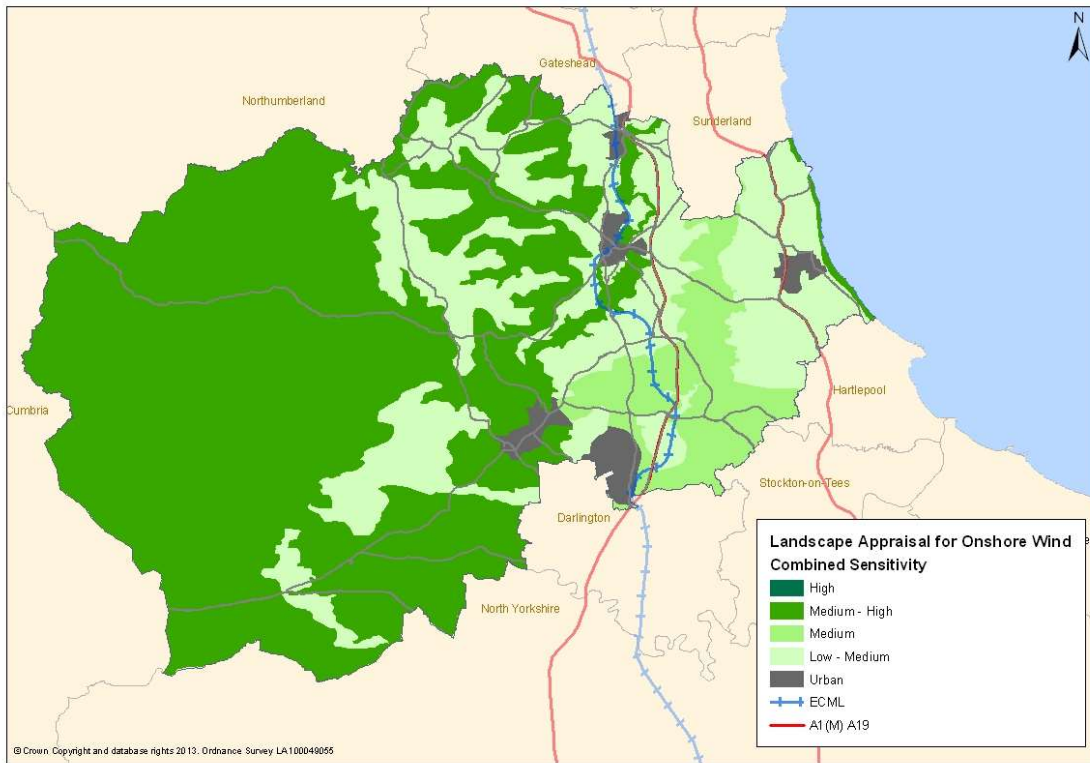 N
Gateshead
Northumberland
Sunderland
Cumbria
Hartlepool
Stockton-on-Tees
Darlington
North Yorkshire
Landscape Appraisal for Onshore Wind
Combined Sensitivity
High
Medium - High
Medium
Low - Medium
Urban
ECML
A1(M) A19
© Crown Copyright and database rights 2013. Ordnance Survey LA100049055